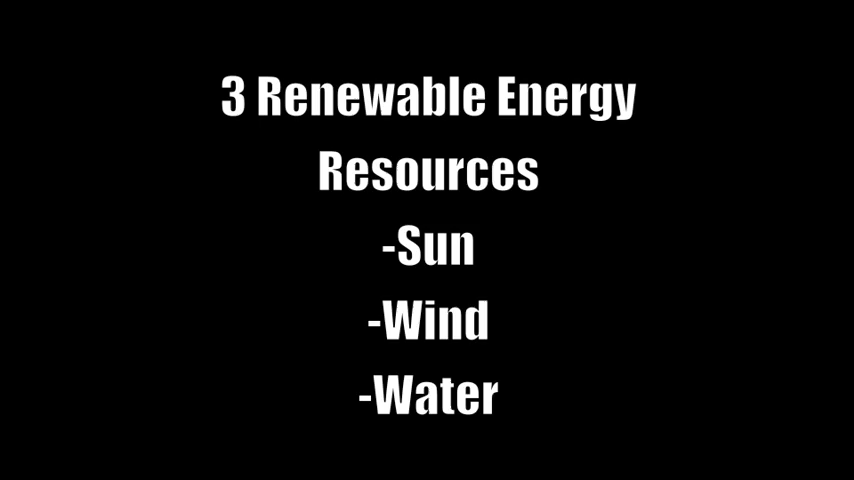 3 Renewable Energy
Resources
-Sun
-Wind
-Water